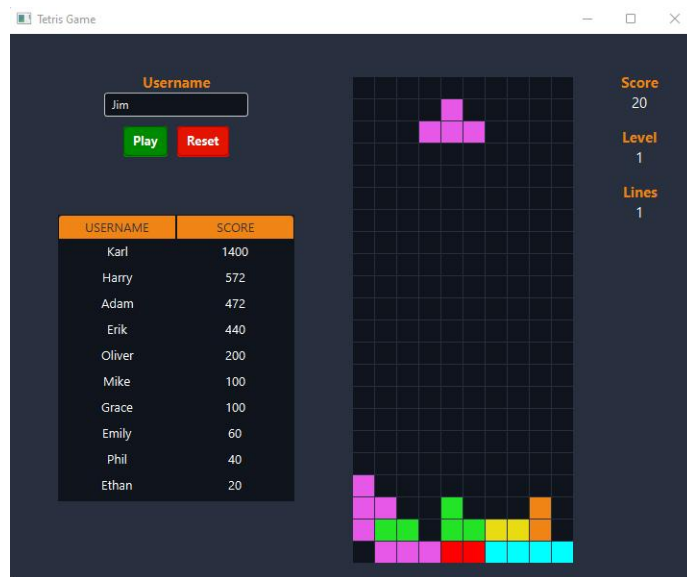 Tetris Game
Username
Jim
Play Reset
USERNAME SCORE
Karl 1400
Harry 572
Adam 472
Erik 440
Oliver 200
Mike 100
Grace 100
Emily 60
Phil 40
Ethan 20
Score
20
Level
1
Lines
1